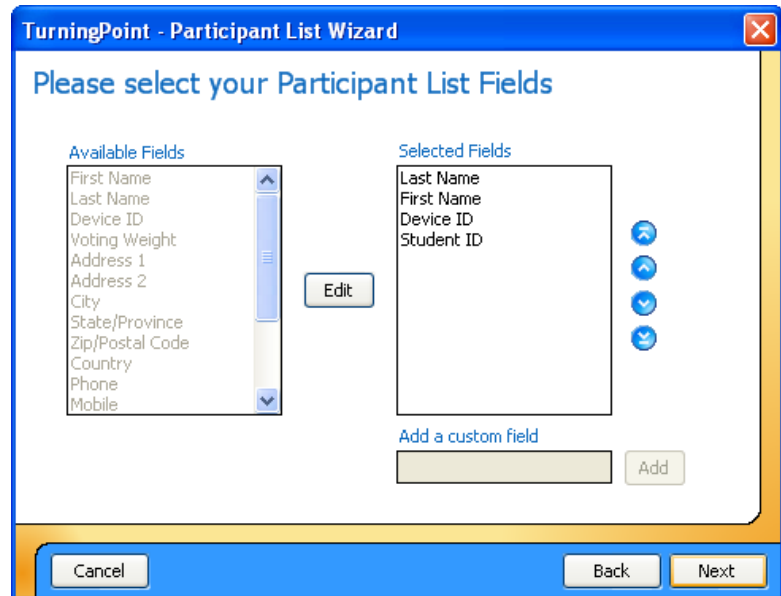 TurningPoint - Participant List Wizard
Please select your Participant List Fields
Available Fields
First Name
Last Name
Device ID
Voting Weight
Address 1
Address 2
City
State/Province
Zip/Postal Code
Country
Phone
Mobile
Edit
Selected Fields
Last Name
First Name
Device ID
Student ID
Add a custom field
Add
Cancel
Back
Next